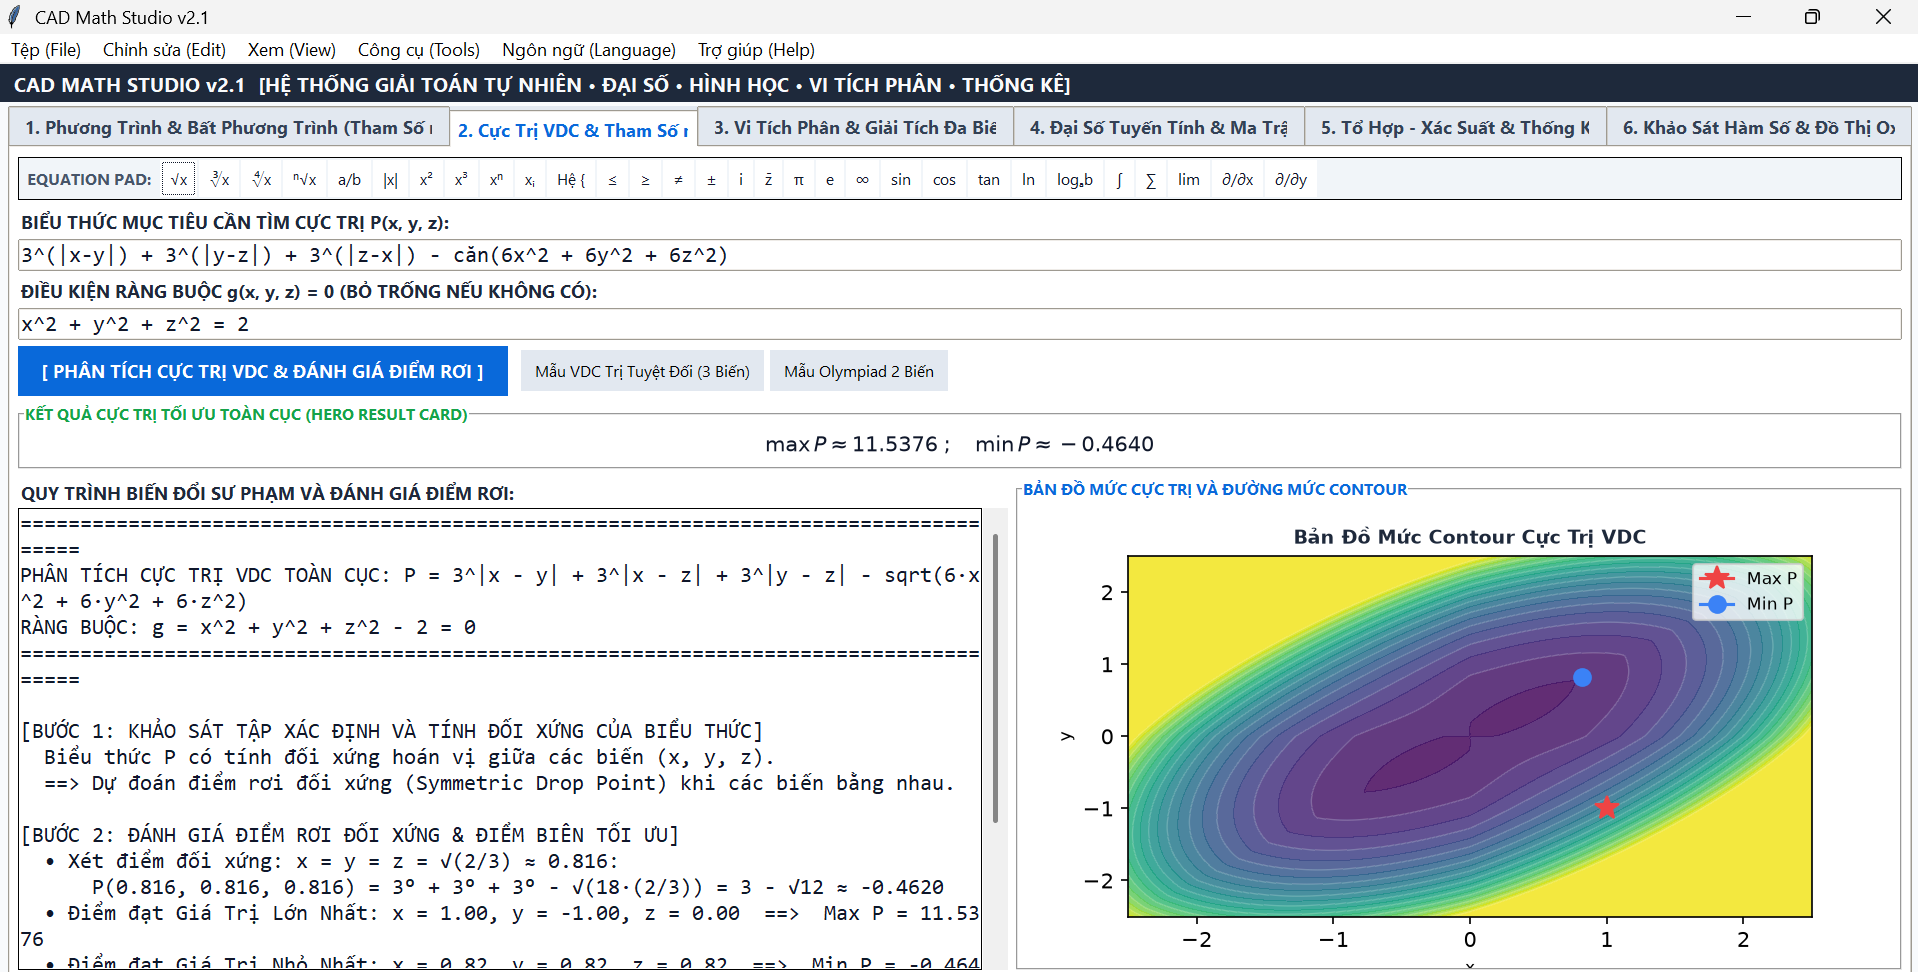 CAD Math Studio v2.1
Tệp (File) Chỉnh sửa (Edit) Xem (View) Công cụ (Tools) Ngôn ngữ (Language) Trợ giúp (Help)
CAD MATH STUDIO v2.1 [HỆ THỐNG GIẢI TOÁN TỰ NHIÊN • ĐẠI SỐ • HÌNH HỌC • VI TÍCH PHÂN • THỐNG KÊ]
1. Phương Trình & Bất Phương Trình (Tham Số 2. Cực Trị VDC & Tham Số 3. Vi Tích Phân & Giải Tích Đa Biế 4. Đại Số Tuyến Tính & Ma Trậ 5. Tổ Hợp - Xác Suất & Thống K 6. Khảo Sát Hàm Số & Đồ Thị Ox
EQUATION PAD: √x ∛x ∜x ⁿ√x a/b |x| x² x³ xⁿ xᵢ Hệ { ≤ ≥ ≠ ± i z̄ π e ∞ sin cos tan ln logₐb ∫ ∑ lim ∂/∂x ∂/∂y
BIỂU THỨC MỤC TIÊU CẦN TÌM CỰC TRỊ P(x, y, z):
3^(|x-y|) + 3^(|y-z|) + 3^(|z-x|) - căn(6x^2 + 6y^2 + 6z^2)
ĐIỀU KIỆN RÀNG BUỘC g(x, y, z) = 0 (BỎ TRỐNG NẾU KHÔNG CÓ):
x^2 + y^2 + z^2 = 2
[ PHÂN TÍCH CỰC TRỊ VDC & ĐÁNH GIÁ ĐIỂM RƠI ] Mẫu VDC Trị Tuyệt Đối (3 Biến) Mẫu Olympiad 2 Biến
KẾT QUẢ CỰC TRỊ TỐI ƯU TOÀN CỤC (HERO RESULT CARD)
max P ≈ 11.5376 ; min P ≈ − 0.4640
QUY TRÌNH BIẾN ĐỔI SƯ PHẠM VÀ ĐÁNH GIÁ ĐIỂM RƠI:
================================================================================
=====
PHÂN TÍCH CỰC TRỊ VDC TOÀN CỤC: P = 3^|x - y| + 3^|x - z| + 3^|y - z| - sqrt(6·x
^2 + 6·y^2 + 6·z^2)
RÀNG BUỘC: g = x^2 + y^2 + z^2 - 2 = 0
================================================================================
=====
[BƯỚC 1: KHẢO SÁT TẬP XÁC ĐỊNH VÀ TÍNH ĐỐI XỨNG CỦA BIỂU THỨC]
Biểu thức P có tính đối xứng hoán vị giữa các biến (x, y, z).
==> Dự đoán điểm rơi đối xứng (Symmetric Drop Point) khi các biến bằng nhau.
[BƯỚC 2: ĐÁNH GIÁ ĐIỂM RƠI ĐỐI XỨNG & ĐIỂM BIÊN TỐI ƯU]
• Xét điểm đối xứng: x = y = z = √(2/3) ≈ 0.816:
P(0.816, 0.816, 0.816) = 3⁰ + 3⁰ + 3⁰ - √(18·(2/3)) = 3 - √12 ≈ -0.4620
• Điểm đạt Giá Trị Lớn Nhất: x = 1.00, y = -1.00, z = 0.00 ==> Max P = 11.53
76
• Điểm đạt Giá Trị Nhỏ Nhất: x = 0.82, y = 0.82, z = 0.82 ==> Min P = -0.464
BẢN ĐỒ MỨC CỰC TRỊ VÀ ĐƯỜNG MỨC CONTOUR
Bản Đồ Mức Contour Cực Trị VDC
Max P
Min P
2
1
0
−1
−2
y
−2 −1 0 1 2
x